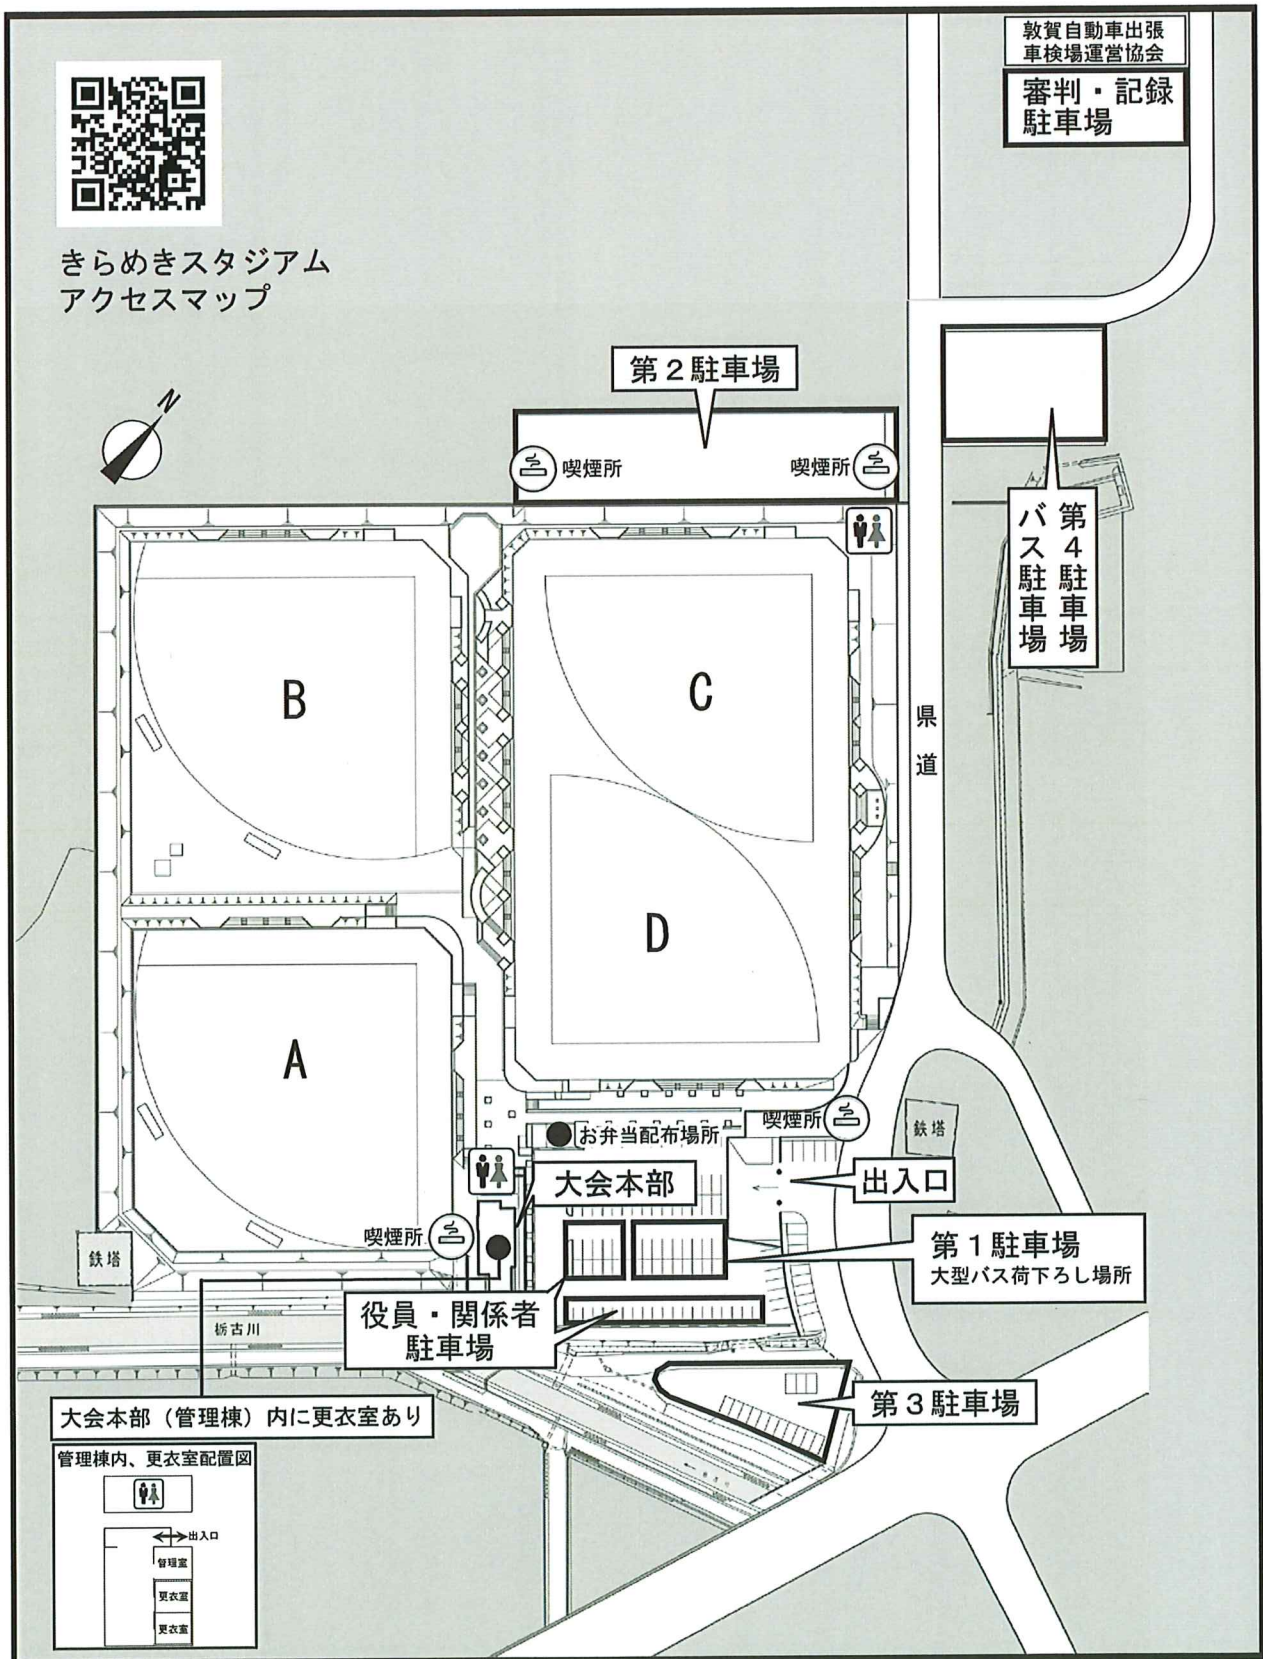 敦賀自動車出張
車検場運営協会
審判・記録
駐車場
きらめきスタジアム
アクセスマップ
N
第2駐車場
喫煙所
喫煙所
第4駐車場
バス駐車場
B
C
県道
D
A
喫煙所
鉄塔
お弁当配布場所
大会本部
出入口
喫煙所
鉄塔
第1駐車場
大型バス荷下ろし場所
役員・関係者
駐車場
栃古川
第3駐車場
大会本部（管理棟）内に更衣室あり
管理棟内、更衣室配置図
出入口
管理室
更衣室
更衣室